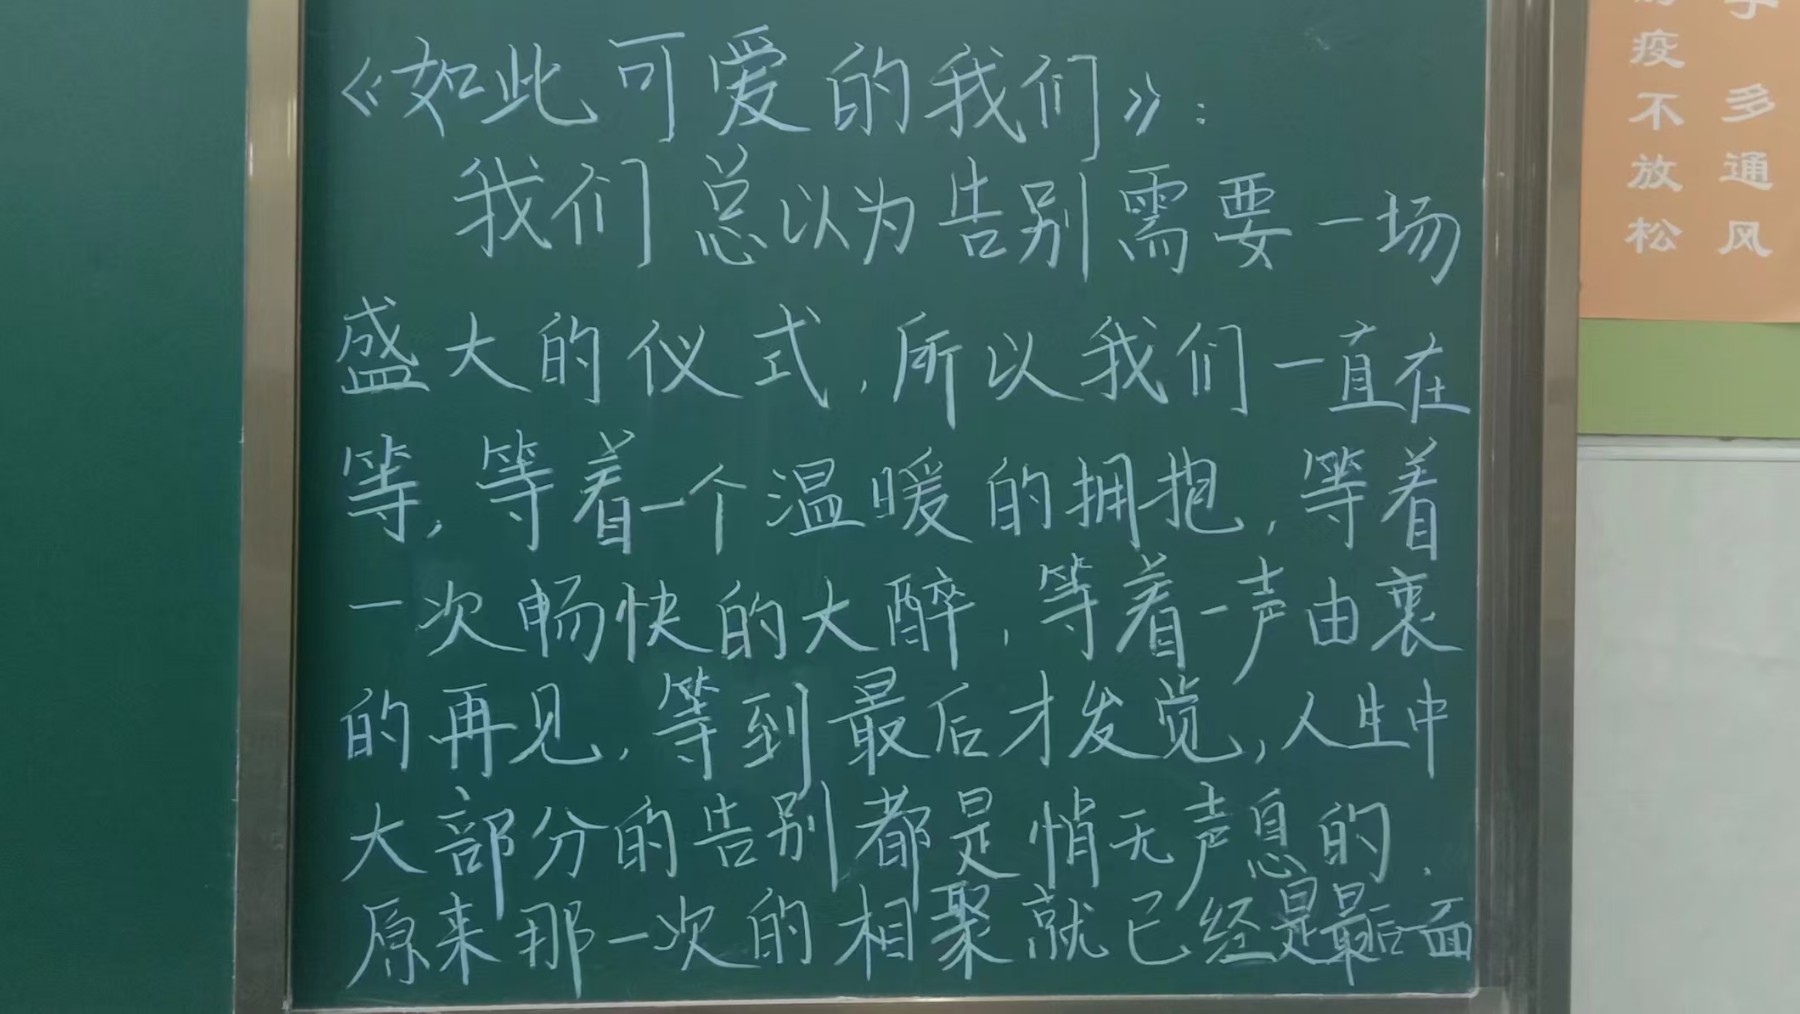 《如此可爱的我们》：
我们总以为告别需要一场
盛大的仪式，所以我们一直在
等，等着一个温暖的拥抱，等着
一次畅快的大醉，等着一声由衷
的再见，等到最后才发觉，人生中
大部分的告别都是悄无声息的．
原来那一次的相聚就已经是最后一面
疫不放松
多通风